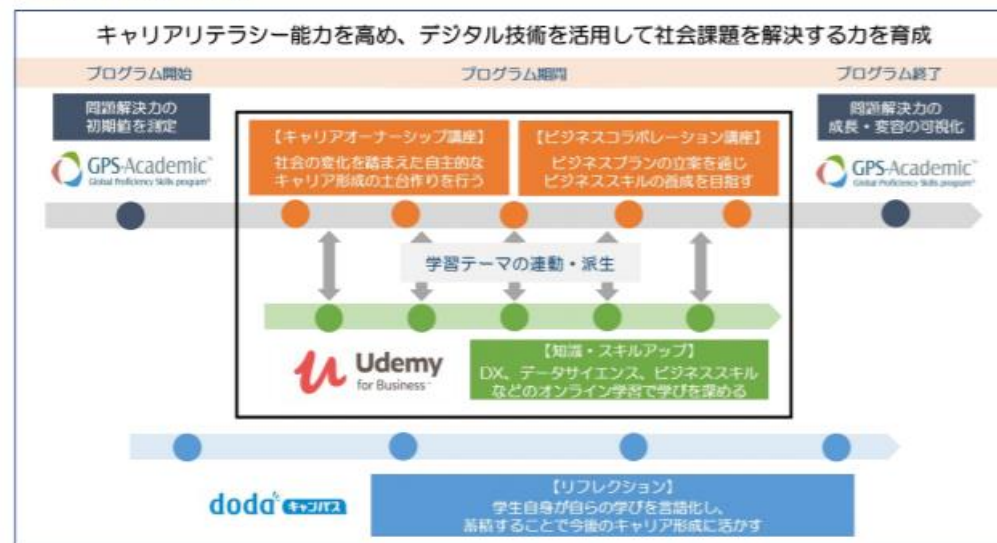 キャリアリテラシー能力を高め、デジタル技術を活用して社会課題を解決する力を育成
プログラム開始
プログラム期間
プログラム終了
問題解決力の
初期値を測定
GPS-Academic™
Global Proficiency Skills program®
【キャリアオーナーシップ講座】
社会の変化を踏まえた自主的な
キャリア形成の土台作りを行う
【ビジネスコラボレーション講座】
ビジネスプランの立案を通じ
ビジネススキルの養成を目指す
問題解決力の
成長・変容の可視化
GPS-Academic™
Global Proficiency Skills program®
学習テーマの連動・派生
Udemy
for Business
【知識・スキルアップ】
DX、データサイエンス、ビジネススキル
などのオンライン学習で学びを深める
doda キャンパス
【リフレクション】
学生自身が自らの学びを言語化し、
蓄積することで今後のキャリア形成に活かす